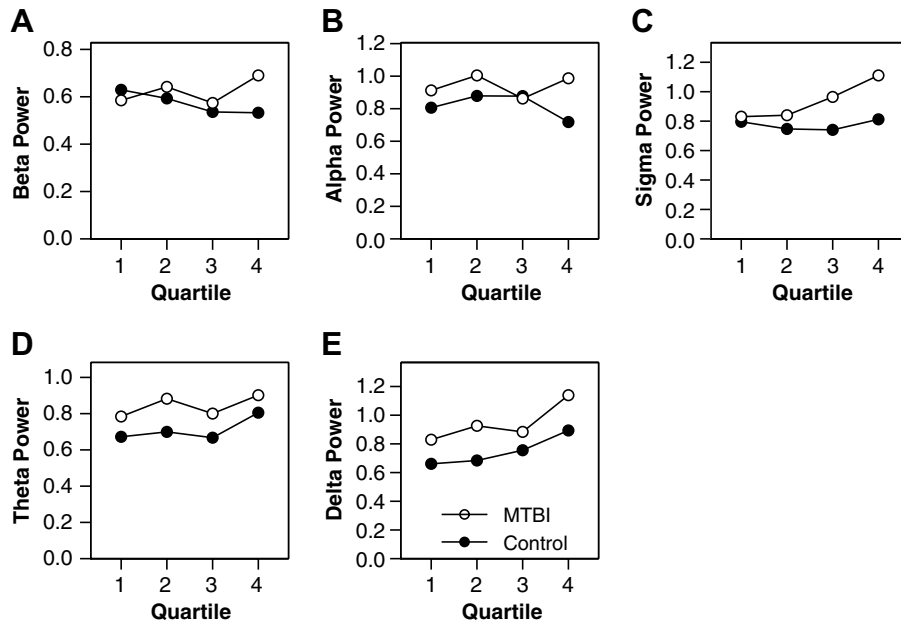 A
Beta Power
0.8
0.6
0.4
0.2
0.0
1 2 3 4
Quartile
B
Alpha Power
1.2
1.0
0.8
0.6
0.4
0.2
0.0
1 2 3 4
Quartile
C
Sigma Power
1.2
1.0
0.8
0.6
0.4
0.2
0.0
1 2 3 4
Quartile
D
Theta Power
1.0
0.8
0.6
0.4
0.2
0.0
1 2 3 4
Quartile
E
Delta Power
1.2
1.0
0.8
0.6
0.4
0.2
0.0
MTBI
Control
1 2 3 4
Quartile